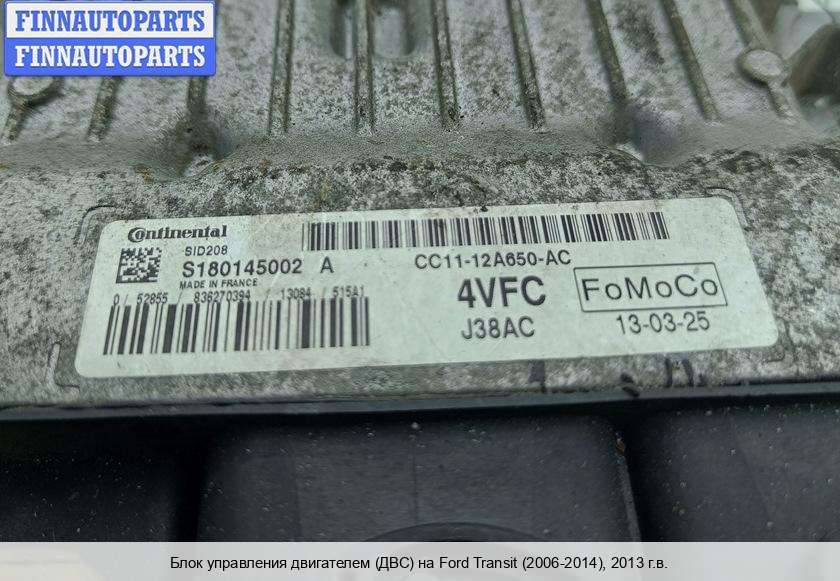 FINNAUTOPARTS
FINNAUTOPARTS
Continental
SID208
S180145002 A
MADE IN FRANCE
0 / 52855 / 836270394 / 13084 / 515A1
CC11-12A650-AC
4VFC
FoMoCo
J38AC
13-03-25
Блок управления двигателем (ДВС) на Ford Transit (2006-2014), 2013 г.в.